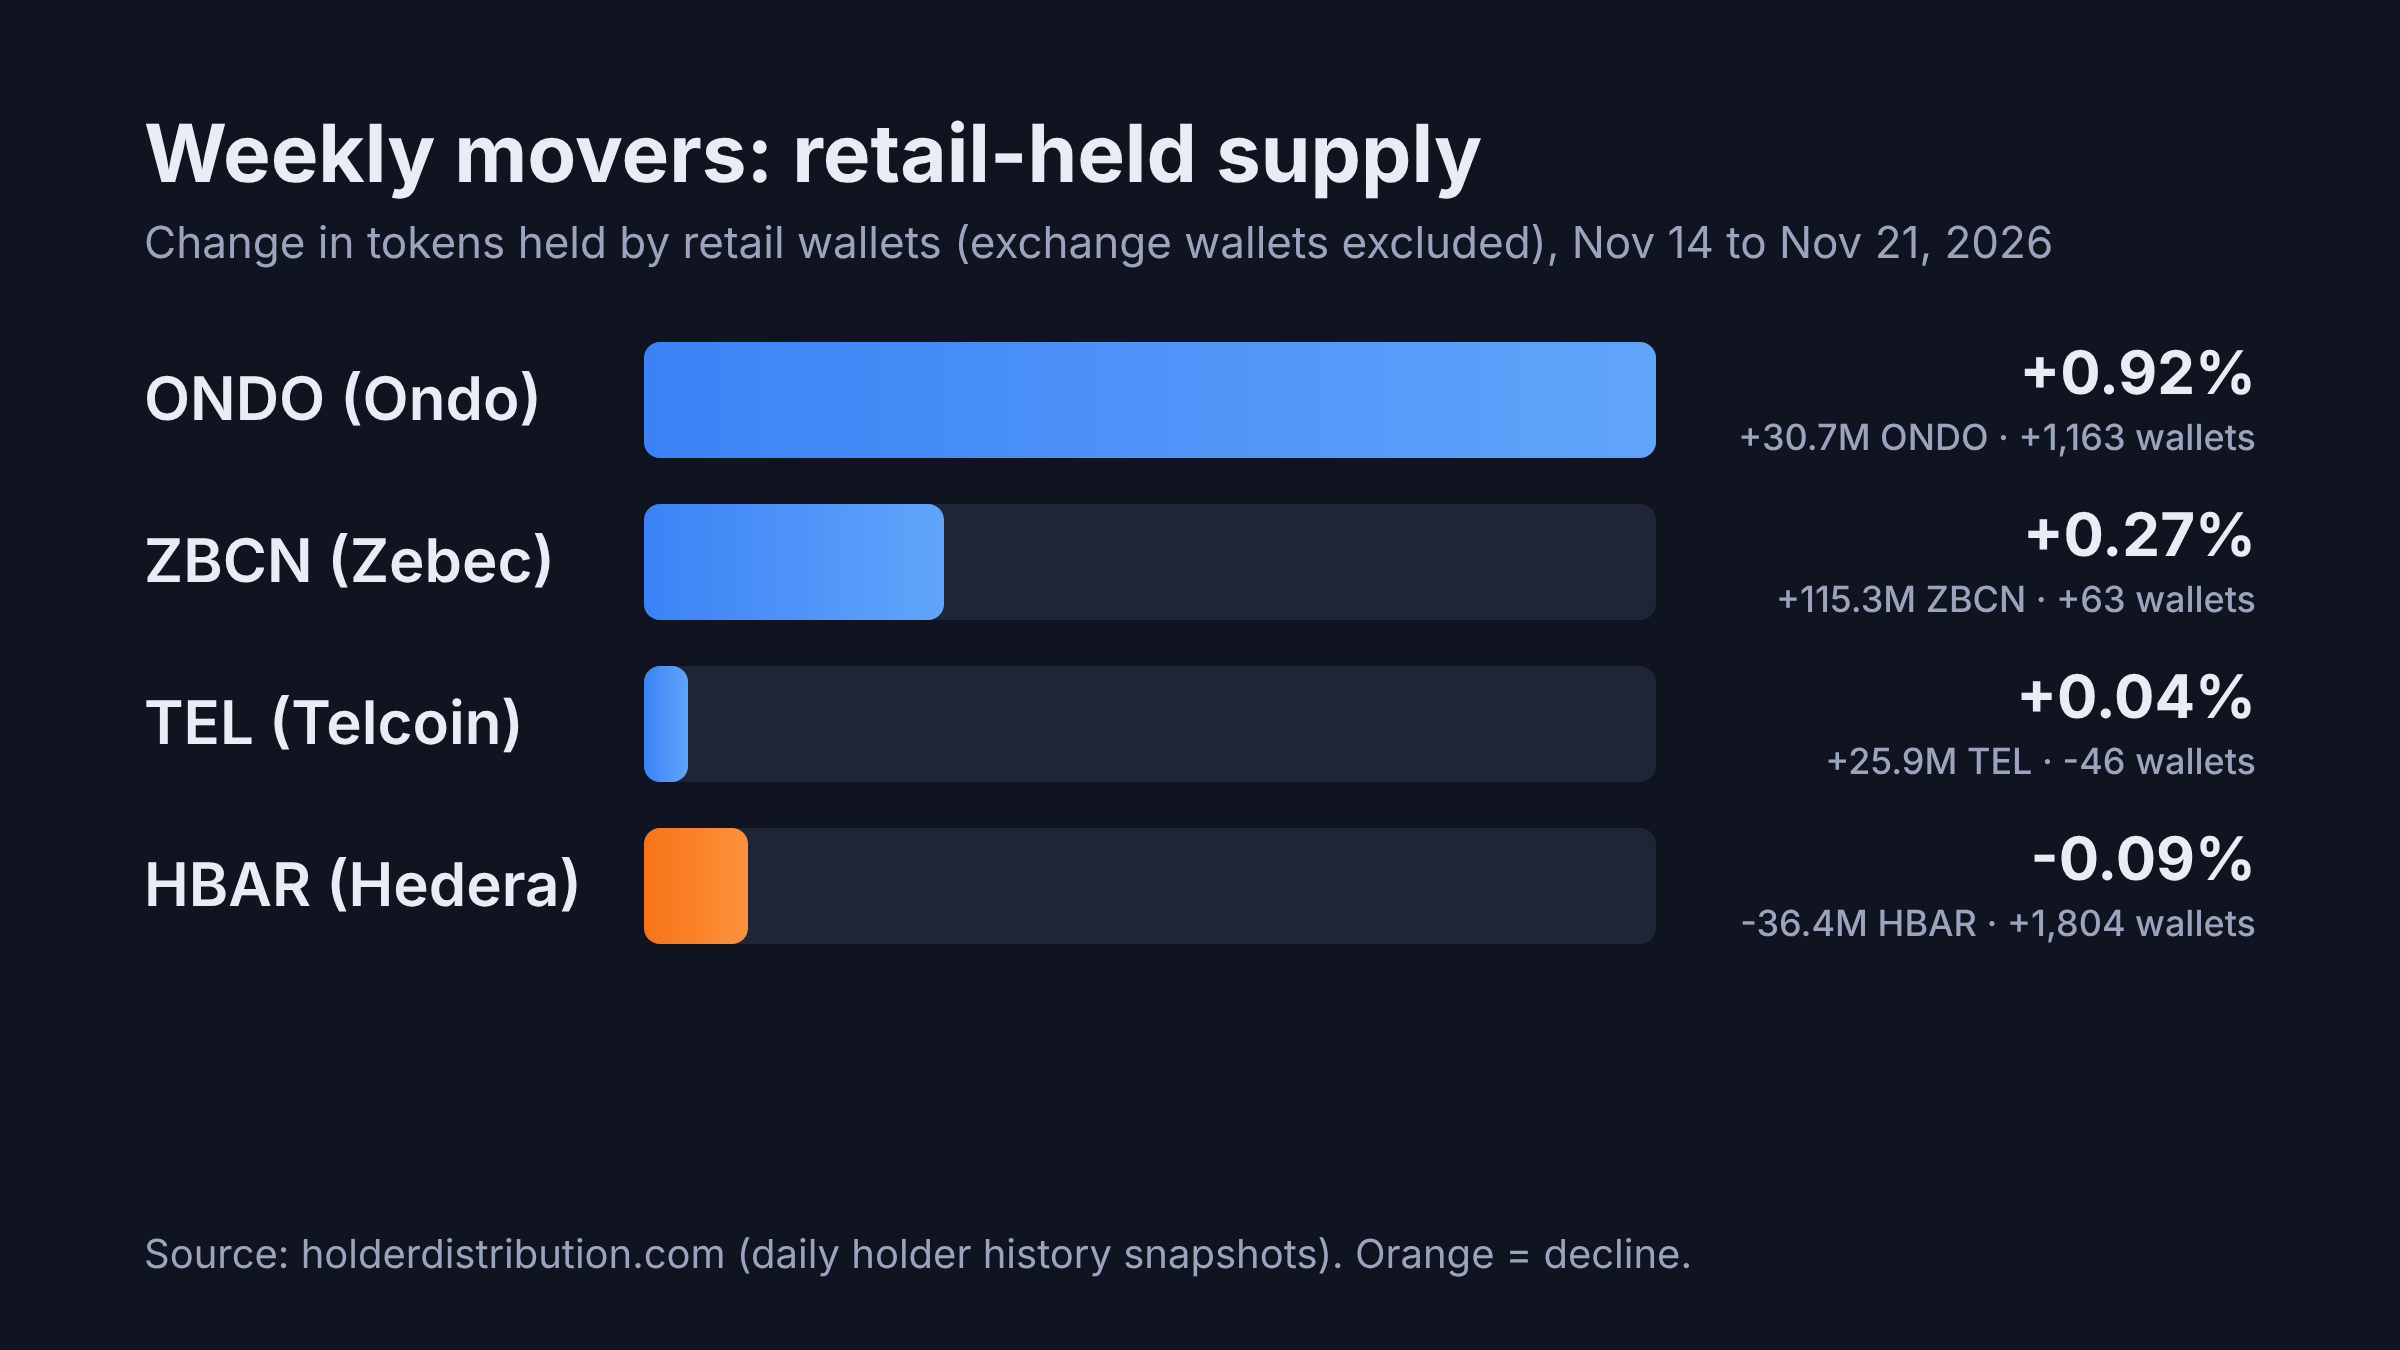 Weekly movers: retail-held supply
Change in tokens held by retail wallets (exchange wallets excluded), Nov 14 to Nov 21, 2026
ONDO (Ondo)
+0.92%
+30.7M ONDO · +1,163 wallets
ZBCN (Zebec)
+0.27%
+115.3M ZBCN · +63 wallets
TEL (Telcoin)
+0.04%
+25.9M TEL · -46 wallets
HBAR (Hedera)
-0.09%
-36.4M HBAR · +1,804 wallets
Source: holderdistribution.com (daily holder history snapshots). Orange = decline.